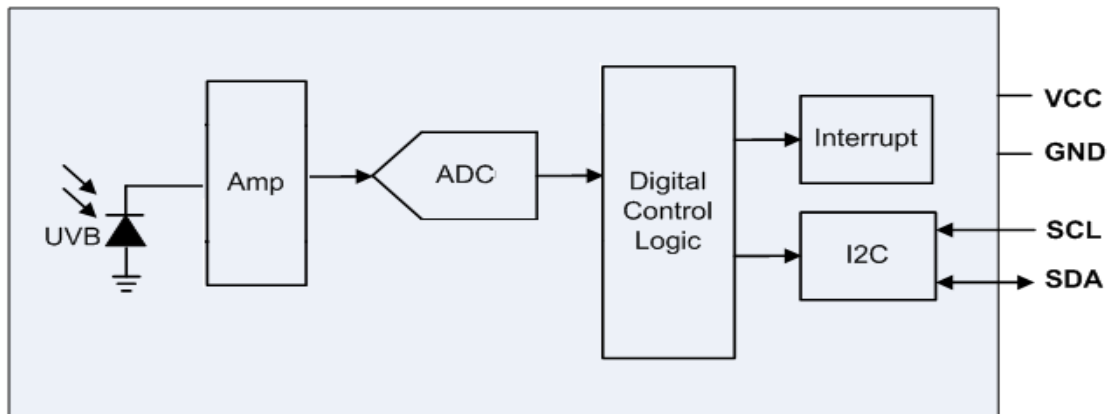 UVB
Amp
ADC
Digital
Control
Logic
Interrupt
I2C
VCC
GND
SCL
SDA